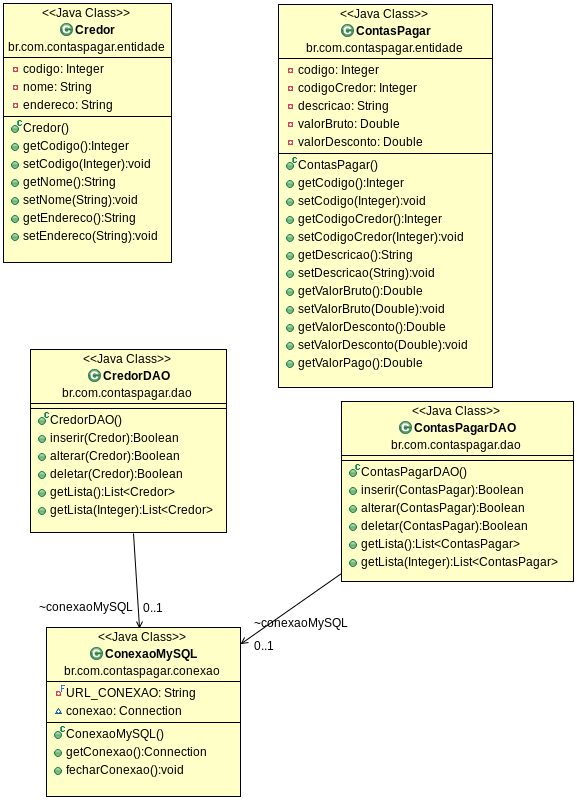 <<Java Class>>
Credor
br.com.contaspagar.entidade
codigo: Integer
nome: String
endereco: String
Credor()
getCodigo():Integer
setCodigo(Integer):void
getNome():String
setNome(String):void
getEndereco():String
setEndereco(String):void
<<Java Class>>
ContasPagar
br.com.contaspagar.entidade
codigo: Integer
codigoCredor: Integer
descricao: String
valorBruto: Double
valorDesconto: Double
ContasPagar()
getCodigo():Integer
setCodigo(Integer):void
getCodigoCredor():Integer
setCodigoCredor(Integer):void
getDescricao():String
setDescricao(String):void
getValorBruto():Double
setValorBruto(Double):void
getValorDesconto():Double
setValorDesconto(Double):void
getValorPago():Double
<<Java Class>>
CredorDAO
br.com.contaspagar.dao
CredorDAO()
inserir(Credor):Boolean
alterar(Credor):Boolean
deletar(Credor):Boolean
getLista():List<Credor>
getLista(Integer):List<Credor>
<<Java Class>>
ContasPagarDAO
br.com.contaspagar.dao
ContasPagarDAO()
inserir(ContasPagar):Boolean
alterar(ContasPagar):Boolean
deletar(ContasPagar):Boolean
getLista():List<ContasPagar>
getLista(Integer):List<ContasPagar>
~conexaoMySQL
0..1
~conexaoMySQL
0..1
<<Java Class>>
ConexaoMySQL
br.com.contaspagar.conexao
URL_CONEXAO: String
conexao: Connection
ConexaoMySQL()
getConexao():Connection
fecharConexao():void